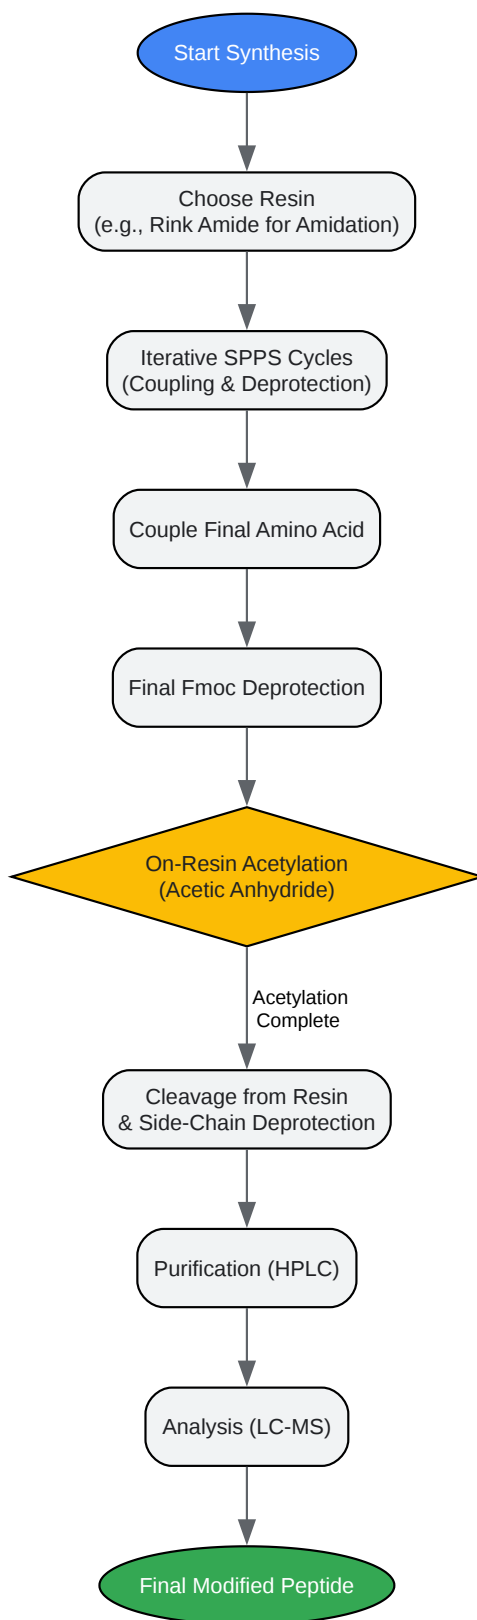 Start Synthesis
Choose Resin
(e.g., Rink Amide for Amidation)
Iterative SPPS Cycles
(Coupling & Deprotection)
Couple Final Amino Acid
Final Fmoc Deprotection
On-Resin Acetylation
(Acetic Anhydride)
Acetylation
Complete
Cleavage from Resin
& Side-Chain Deprotection
Purification (HPLC)
Analysis (LC-MS)
Final Modified Peptide